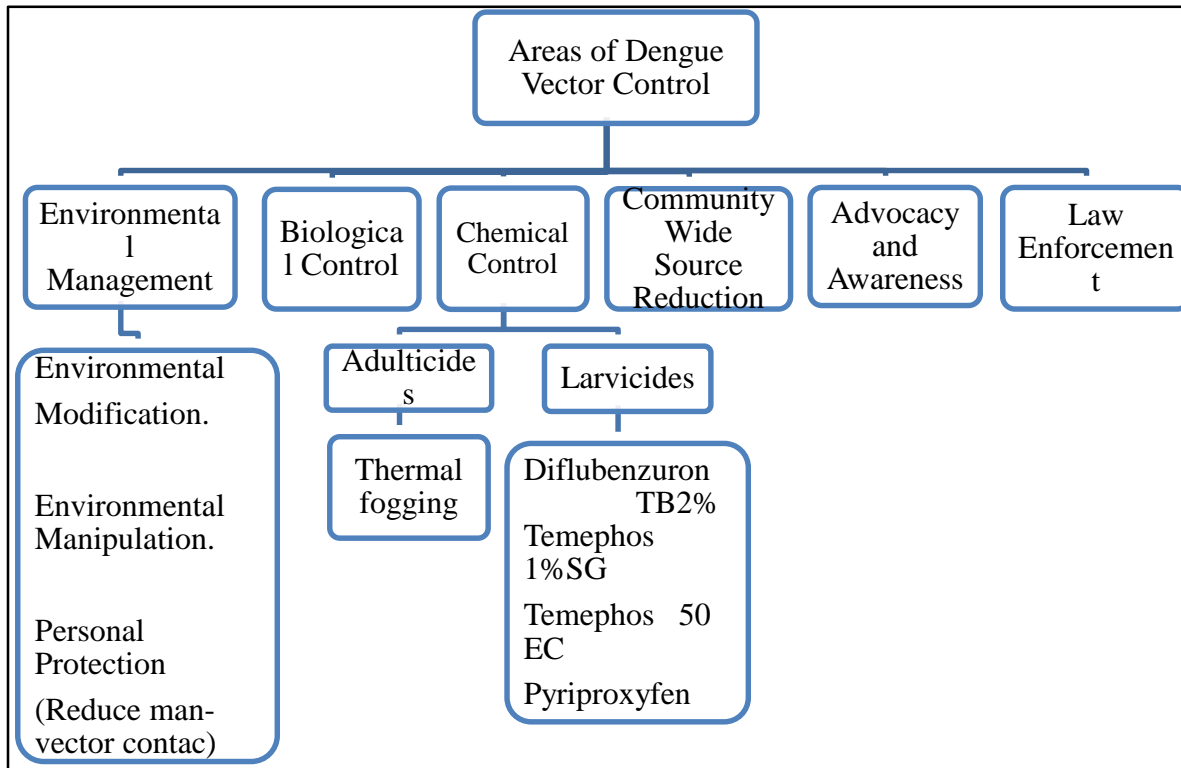 Areas of Dengue
Vector Control
Environmenta
l
Management
Biologica
l Control
Chemical
Control
Community
Wide
Source
Reduction
Advocacy
and
Awareness
Law
Enforcemen
t
Environmental
Modification.
Environmental
Manipulation.
Personal
Protection
(Reduce man-
vector contac)
Adulticide
s
Thermal
fogging
Larvicides
Diflubenzuron
TB2%
Temephos
1%SG
Temephos 50
EC
Pyriproxyfen